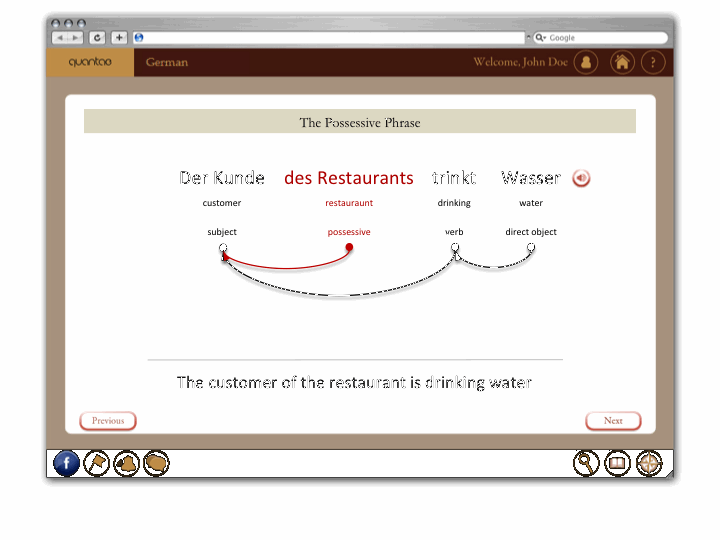 Google
quantao German Welcome, John Doe ?
The Possessive Phrase
Der Kunde des Restaurants trinkt Wasser
customer restauraunt drinking water
subject possessive verb direct object
The customer of the restaurant is drinking water
Previous Next
f